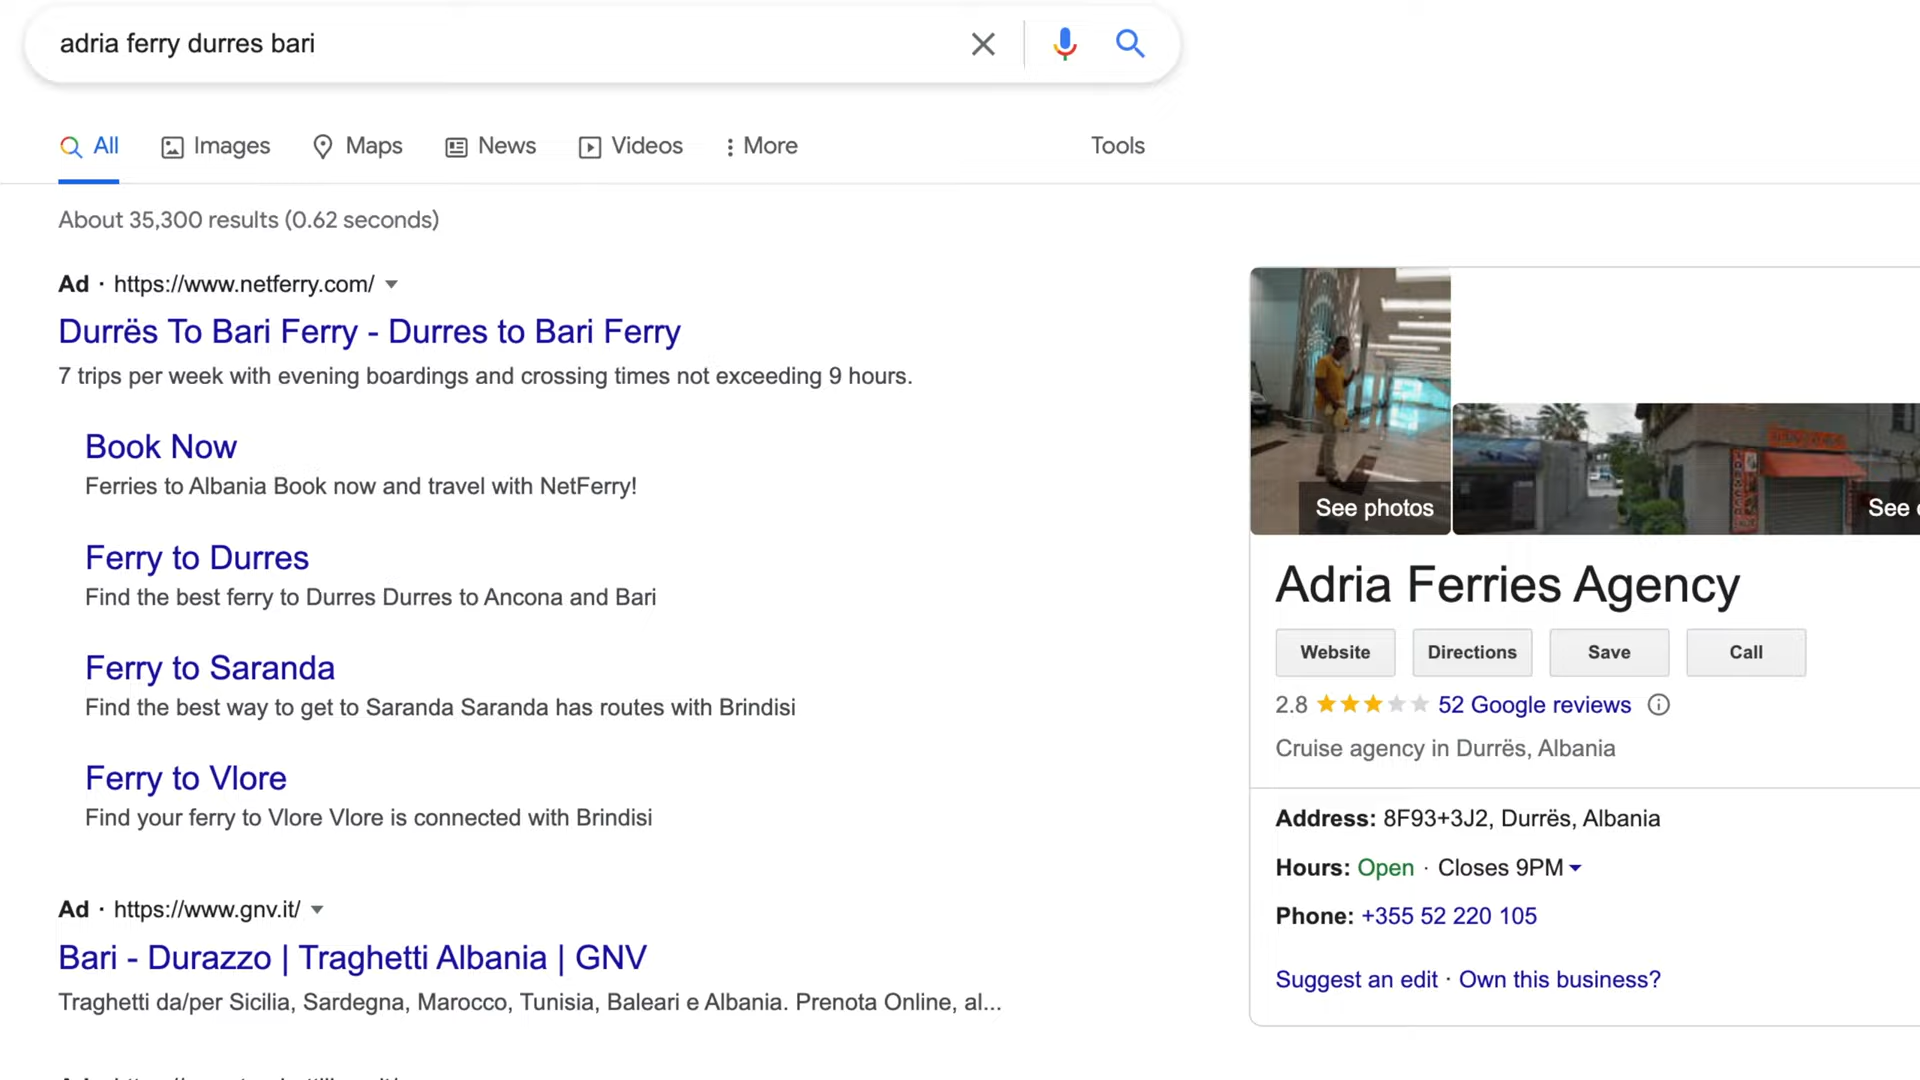 adria ferry durres bari
All
Images
Maps
News
Videos
More
Tools
About 35,300 results (0.62 seconds)
Ad · https://www.netferry.com/
Durrës To Bari Ferry - Durres to Bari Ferry
7 trips per week with evening boardings and crossing times not exceeding 9 hours.
Book Now
Ferries to Albania Book now and travel with NetFerry!
Ferry to Durres
Find the best ferry to Durres Durres to Ancona and Bari
Ferry to Saranda
Find the best way to get to Saranda Saranda has routes with Brindisi
Ferry to Vlore
Find your ferry to Vlore Vlore is connected with Brindisi
Ad · https://www.gnv.it/
Bari - Durazzo | Traghetti Albania | GNV
Traghetti da/per Sicilia, Sardegna, Marocco, Tunisia, Baleari e Albania. Prenota Online, al...
See photos
See
Adria Ferries Agency
Website
Directions
Save
Call
2.8 52 Google reviews
Cruise agency in Durrës, Albania
Address: 8F93+3J2, Durrës, Albania
Hours: Open · Closes 9PM
Phone: +355 52 220 105
Suggest an edit · Own this business?